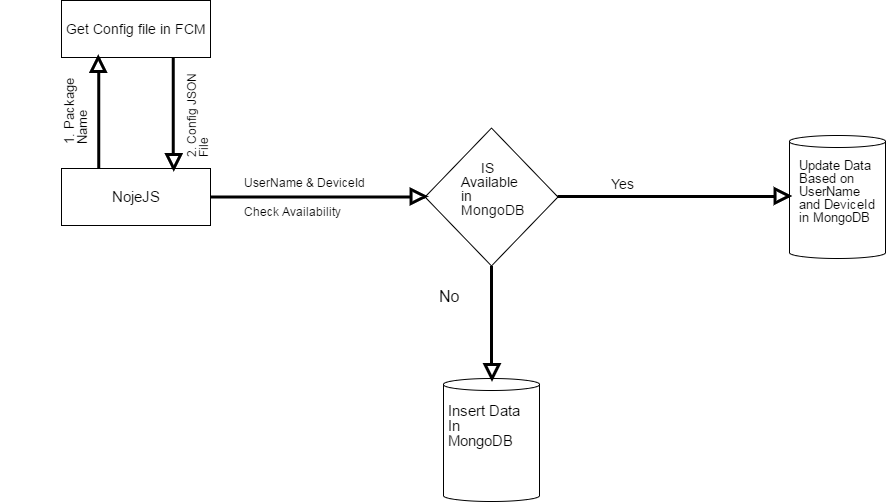 Get Config file in FCM
1. Package
Name
2. Config JSON
File
NojeJS
UserName & DeviceId
Check Availability
IS
Available
in
MongoDB
Yes
Update Data
Based on
UserName
and DeviceId
in MongoDB
No
Insert Data
In
MongoDB